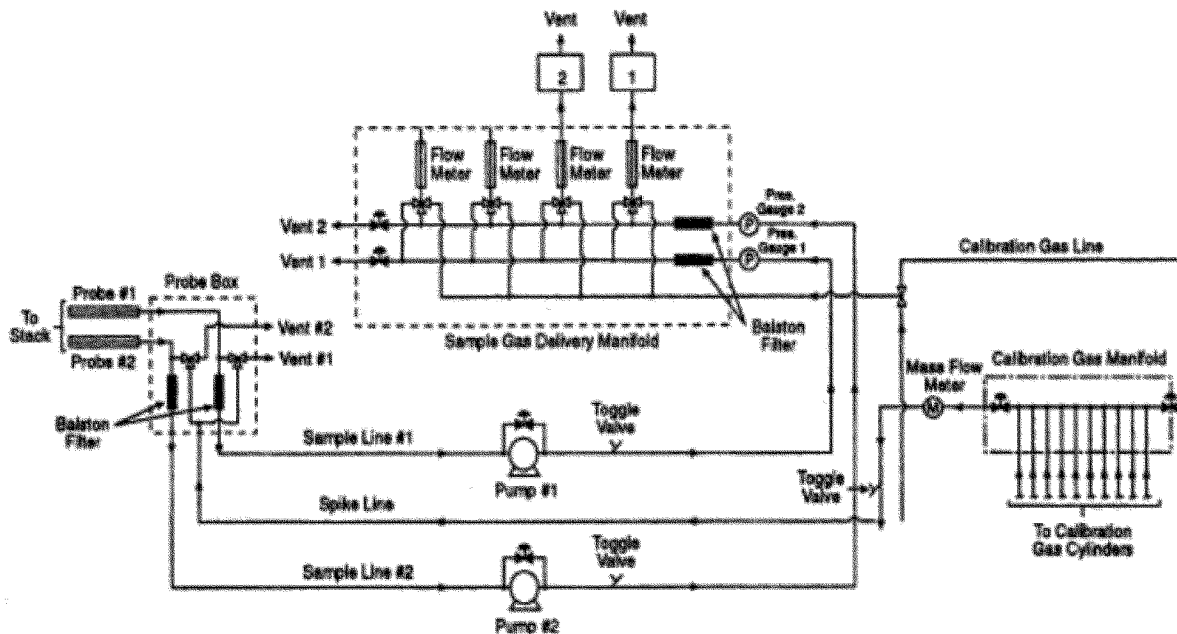 Vent
Vent
2
1
Flow
Meter
Flow
Meter
Flow
Meter
Flow
Meter
Pres.
Gauge 2
P
Pres.
Gauge 1
P
Vent 2
Vent 1
Calibration Gas Line
Probe Box
Probe #1
To
Stack
Probe #2
Vent #2
Vent #1
Sample Gas Delivery Manifold
Balston
Filter
Calibration Gas Manifold
Mass Flow
Meter
M
Balston
Filter
Sample Line #1
Toggle
Valve
Pump #1
Toggle
Valve
Spike Line
To Calibration
Gas Cylinders
Sample Line #2
Toggle
Valve
Pump #2